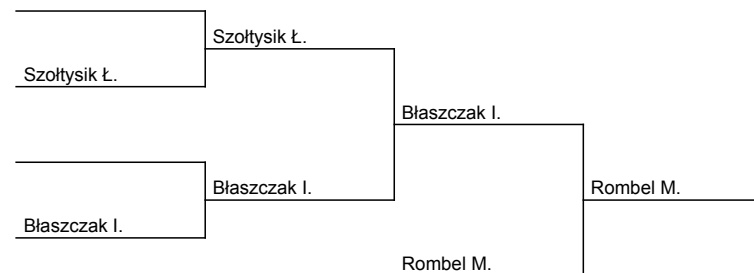 Szołtysik Ł.
Szołtysik Ł.
Błaszczak I.
Błaszczak I.
Rombel M.
Błaszczak I.
Rombel M.